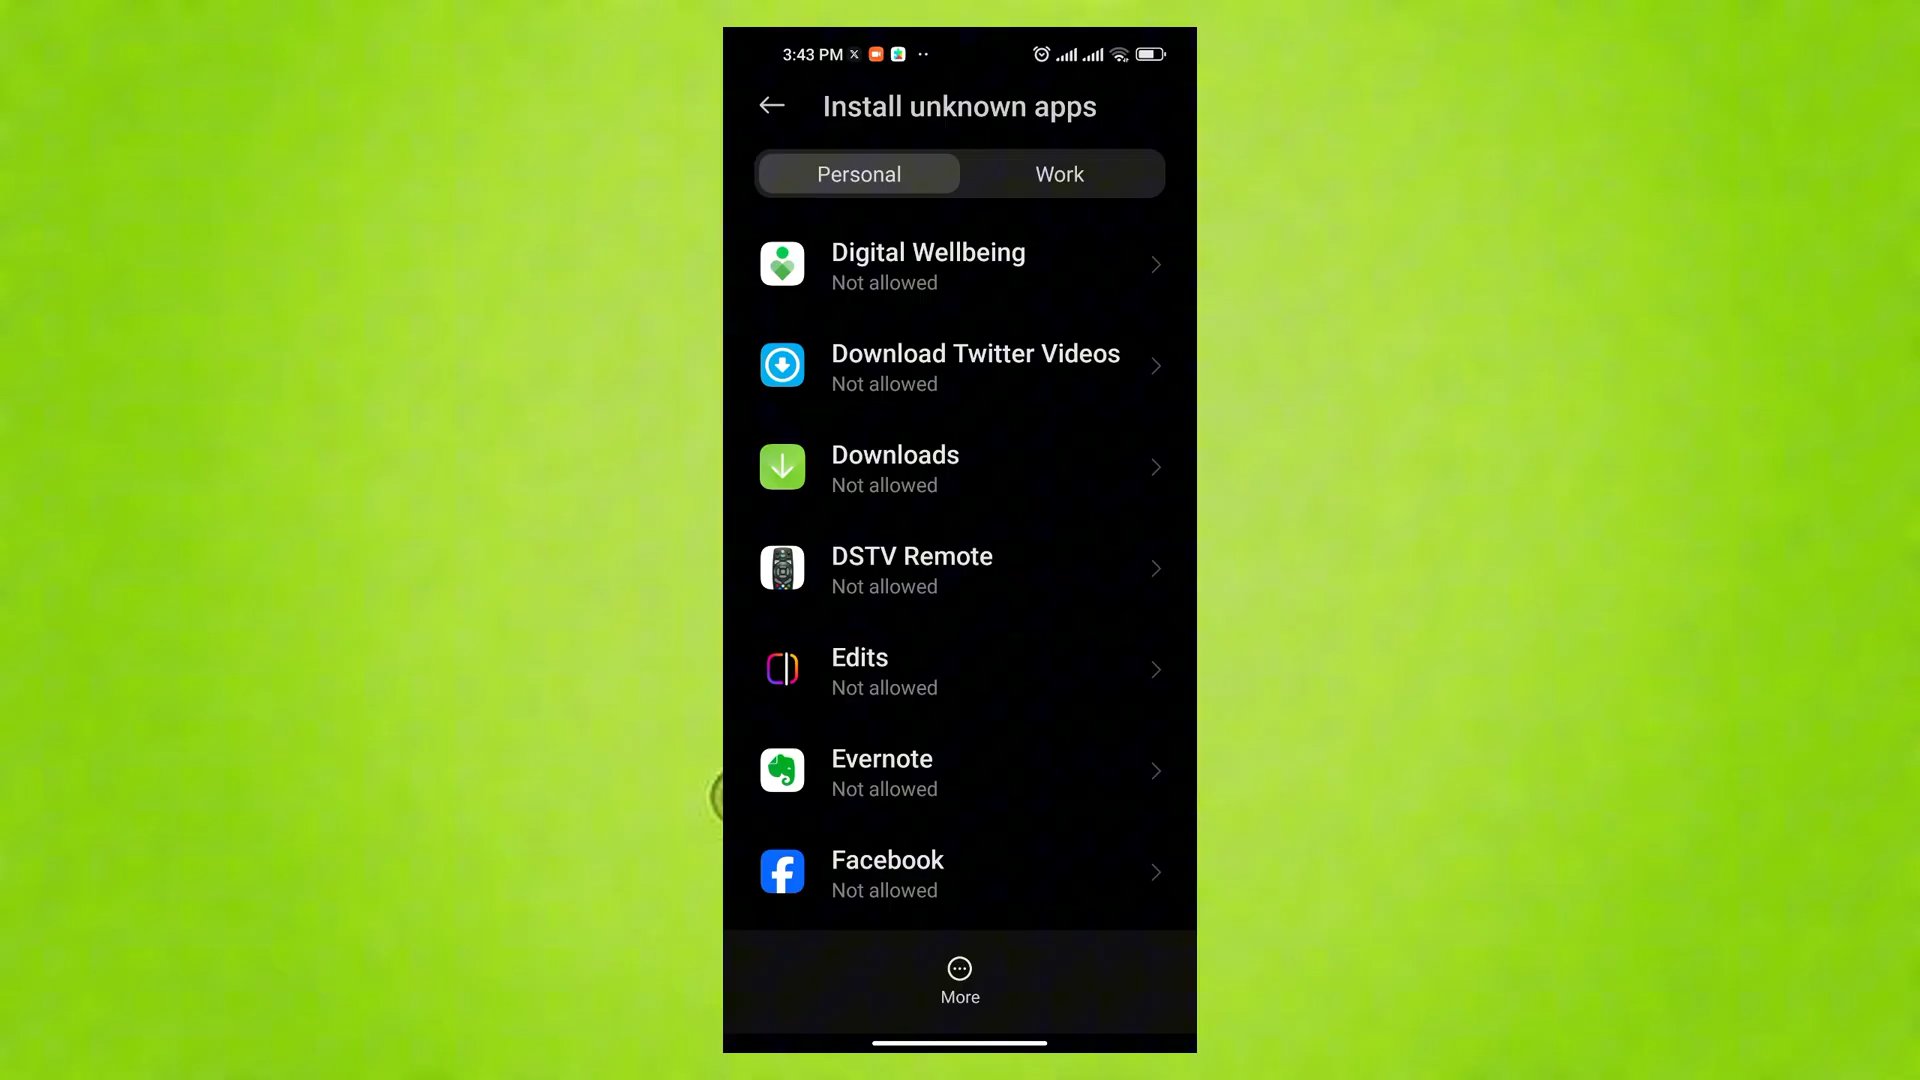 3:43 PM
Install unknown apps
Personal
Work
Digital Wellbeing
Not allowed
Download Twitter Videos
Not allowed
Downloads
Not allowed
DSTV Remote
Not allowed
Edits
Not allowed
Evernote
Not allowed
Facebook
Not allowed
More